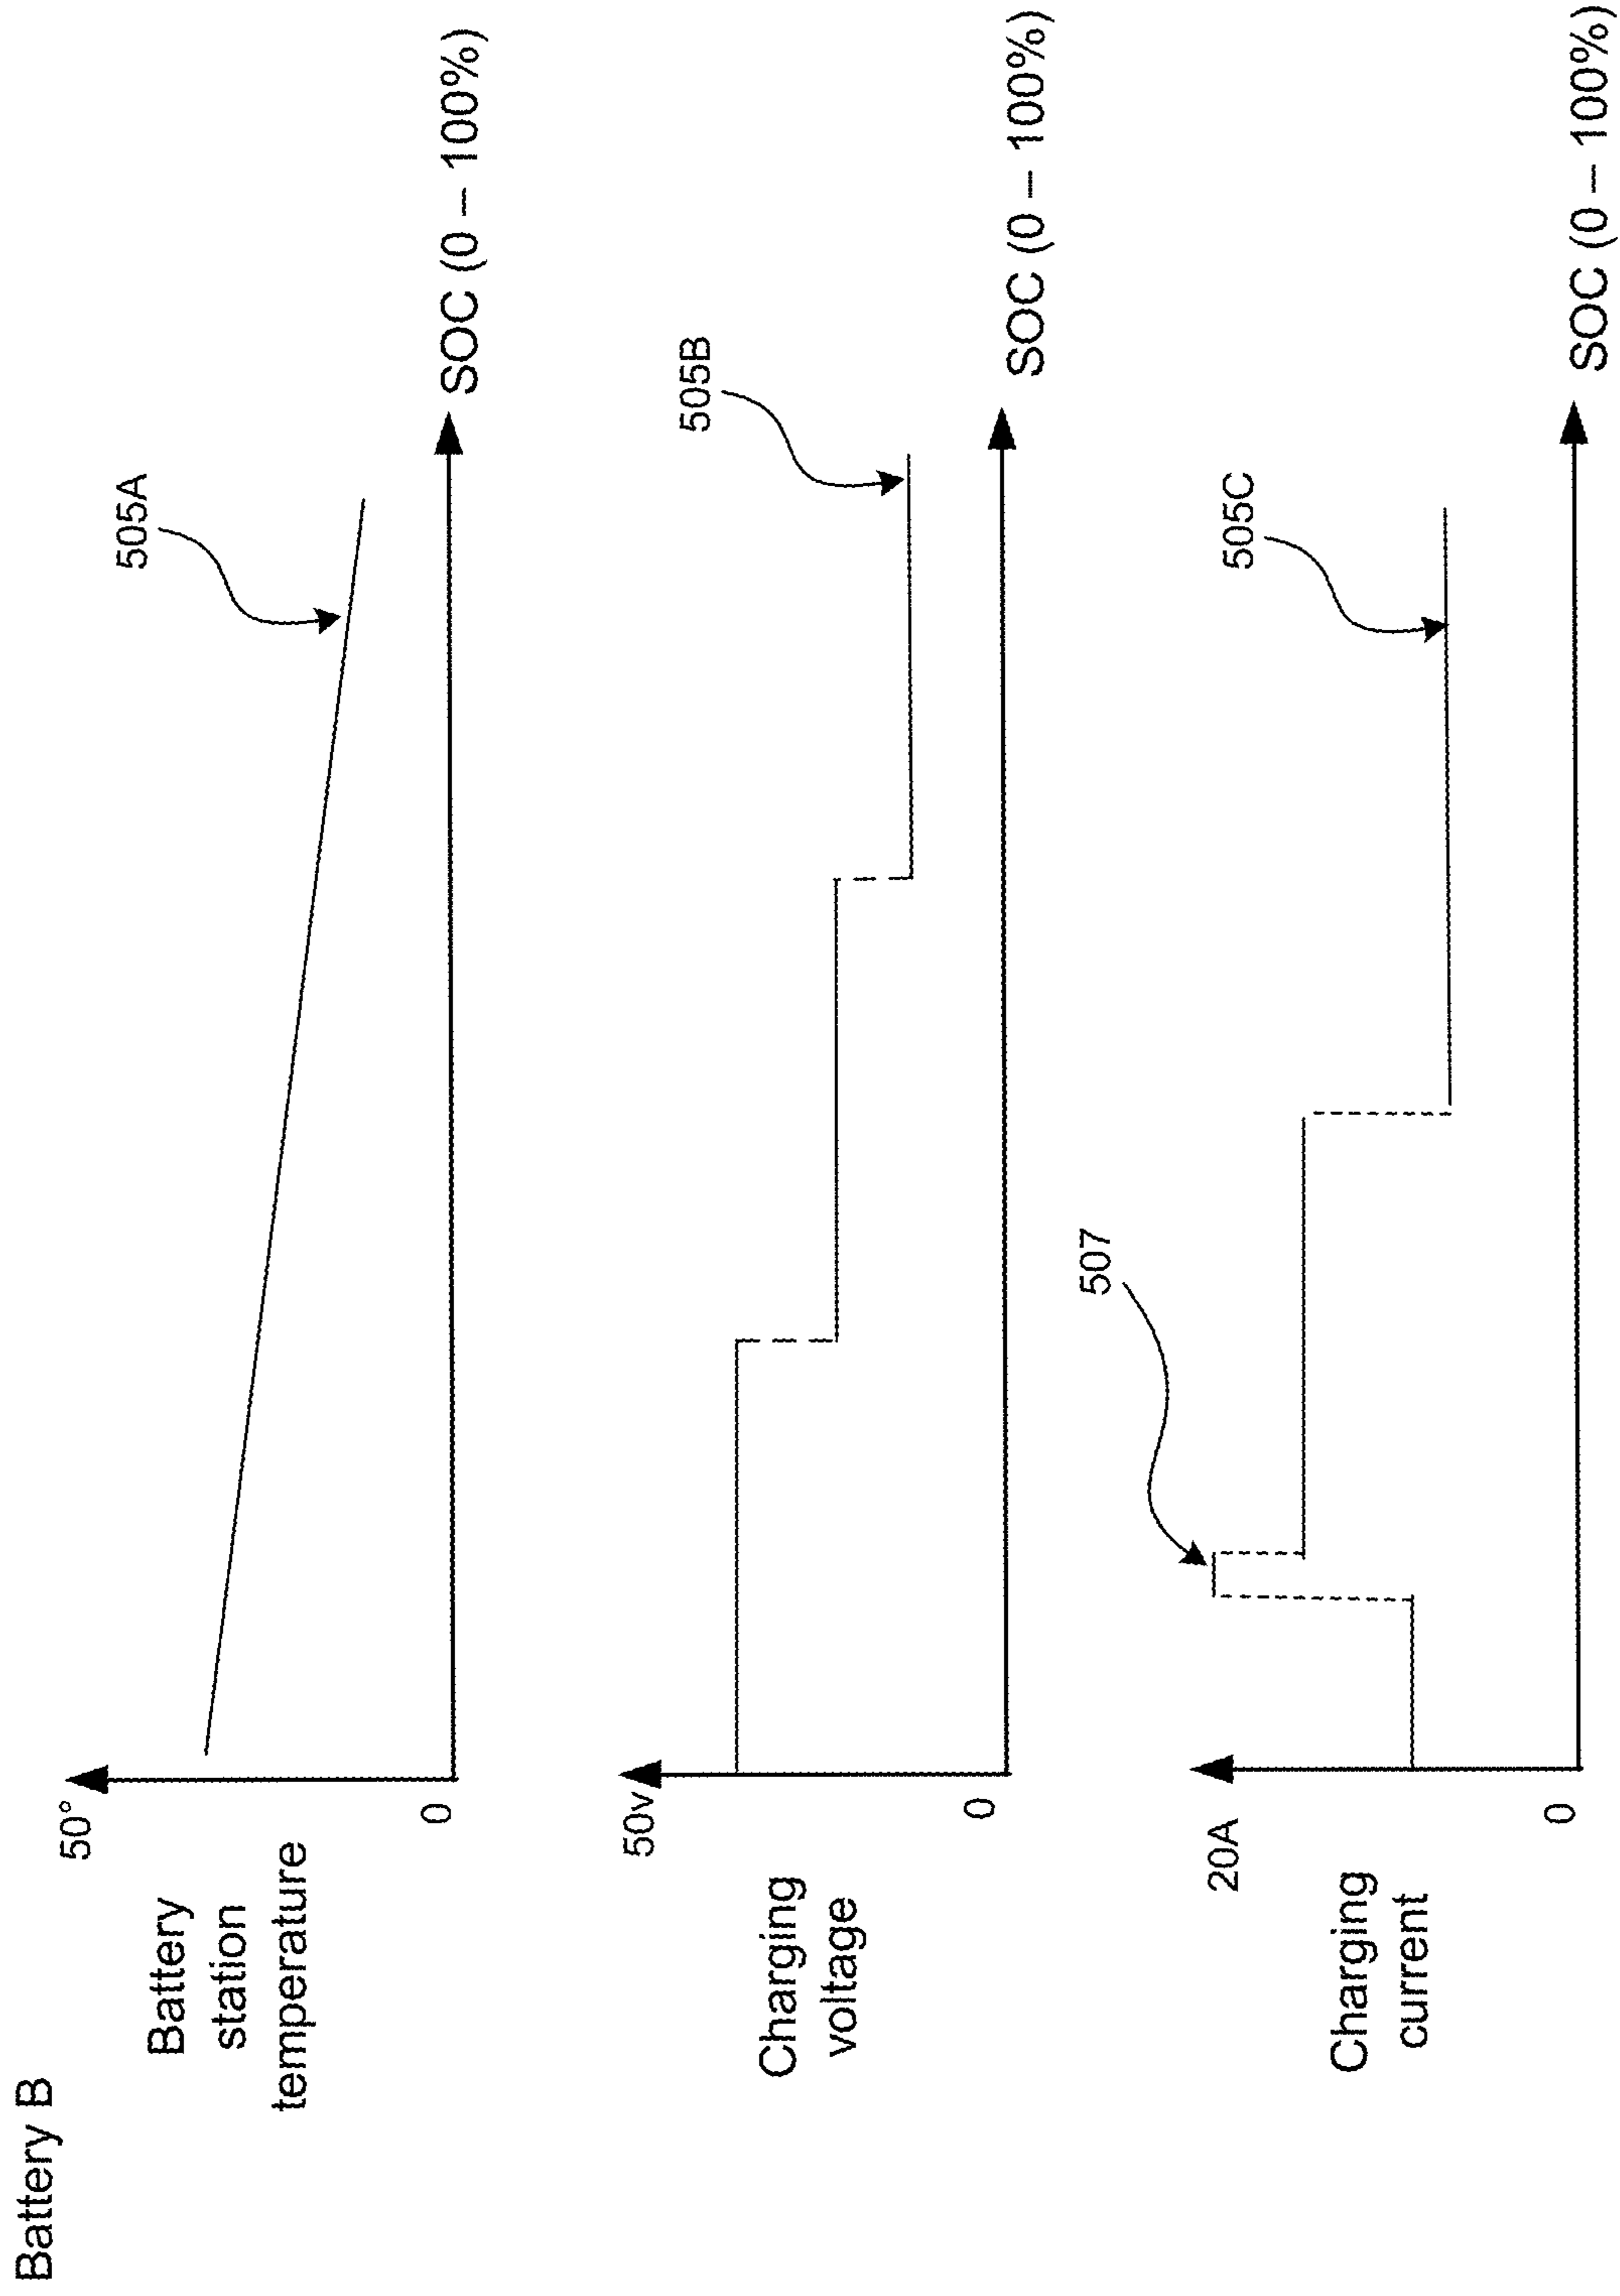 Battery B
50°
Battery
station
temperature
0
505A
SOC (0 – 100%)
50v
Charging
voltage
0
505B
SOC (0 – 100%)
507
20A
Charging
current
0
505C
SOC (0 – 100%)